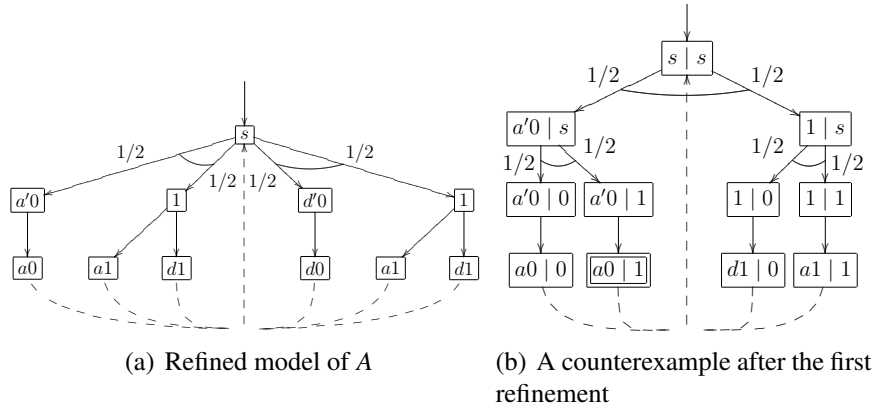 s
1/2 1/2
1/2 1/2
a′0 1 d′0 1
a0 a1 d1 d0 a1 d1
(a) Refined model of A
s | s
1/2 1/2
a′0 | s 1 | s
1/2 1/2 1/2 1/2
a′0 | 0 a′0 | 1 1 | 0 1 | 1
a0 | 0 a0 | 1 d1 | 0 a1 | 1
(b) A counterexample after the first
refinement